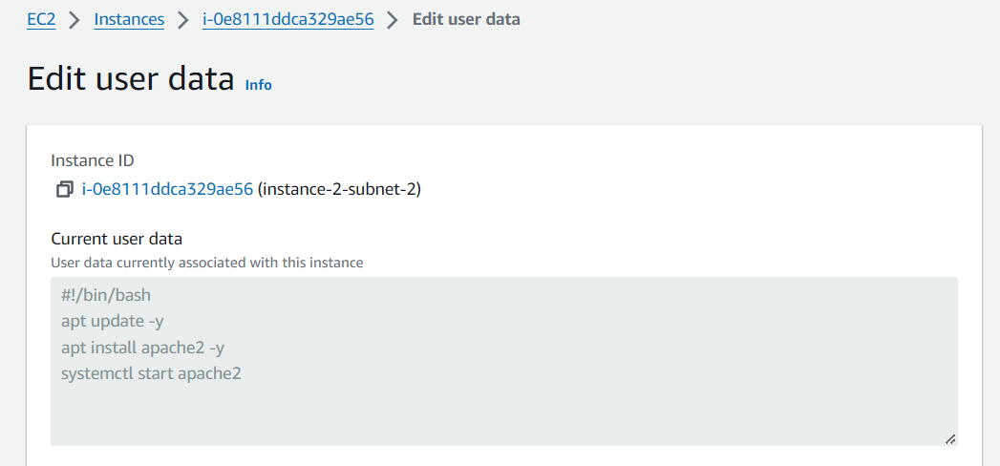 EC2 > Instances > i-0e8111ddca329ae56 > Edit user data
Edit user data Info
Instance ID
i-0e8111ddca329ae56 (instance-2-subnet-2)
Current user data
User data currently associated with this instance
#!/bin/bash
apt update -y
apt install apache2 -y
systemctl start apache2